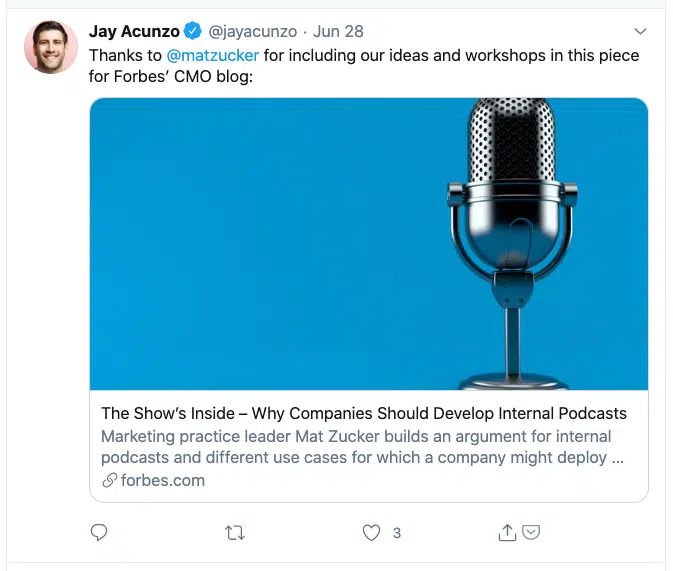 Jay Acunzo @jayacunzo · Jun 28
Thanks to @matzucker for including our ideas and workshops in this piece
for Forbes’ CMO blog:
The Show’s Inside – Why Companies Should Develop Internal Podcasts
Marketing practice leader Mat Zucker builds an argument for internal
podcasts and different use cases for which a company might deploy ...
forbes.com
3